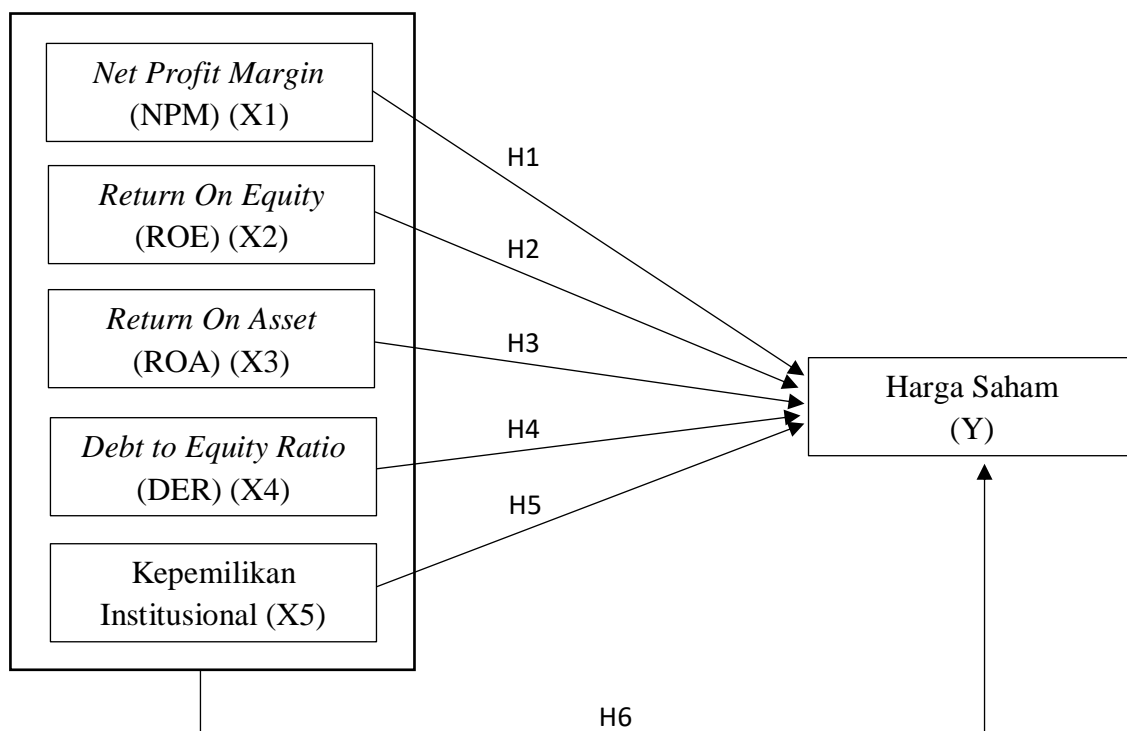 Net Profit Margin
(NPM) (X1)
H1
Return On Equity
(ROE) (X2)
H2
Return On Asset
(ROA) (X3)
H3
Harga Saham
(Y)
Debt to Equity Ratio
(DER) (X4)
H4
H5
Kepemilikan
Institusional (X5)
H6